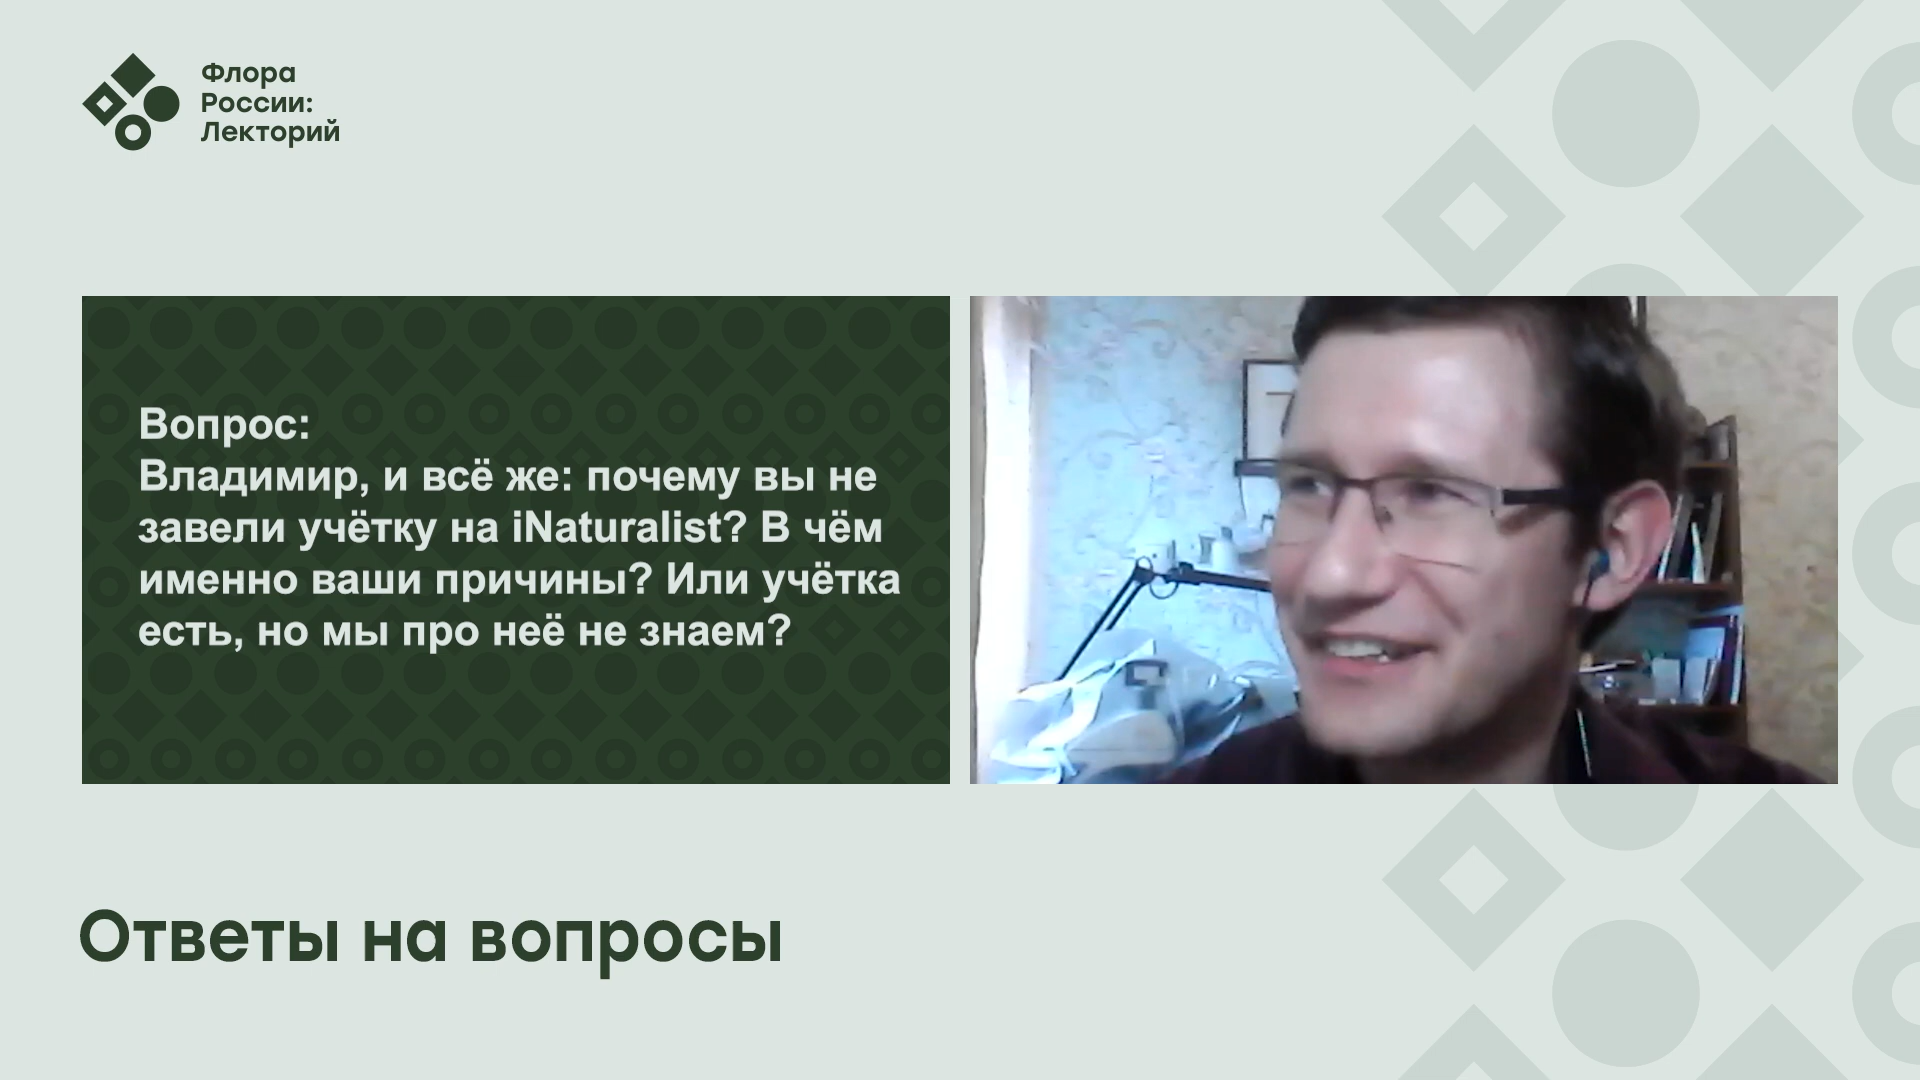 Флора
России:
Лекторий
Вопрос:
Владимир, и всё же: почему вы не
завели учётку на iNaturalist? В чём
именно ваши причины? Или учётка
есть, но мы про неё не знаем?
Ответы на вопросы